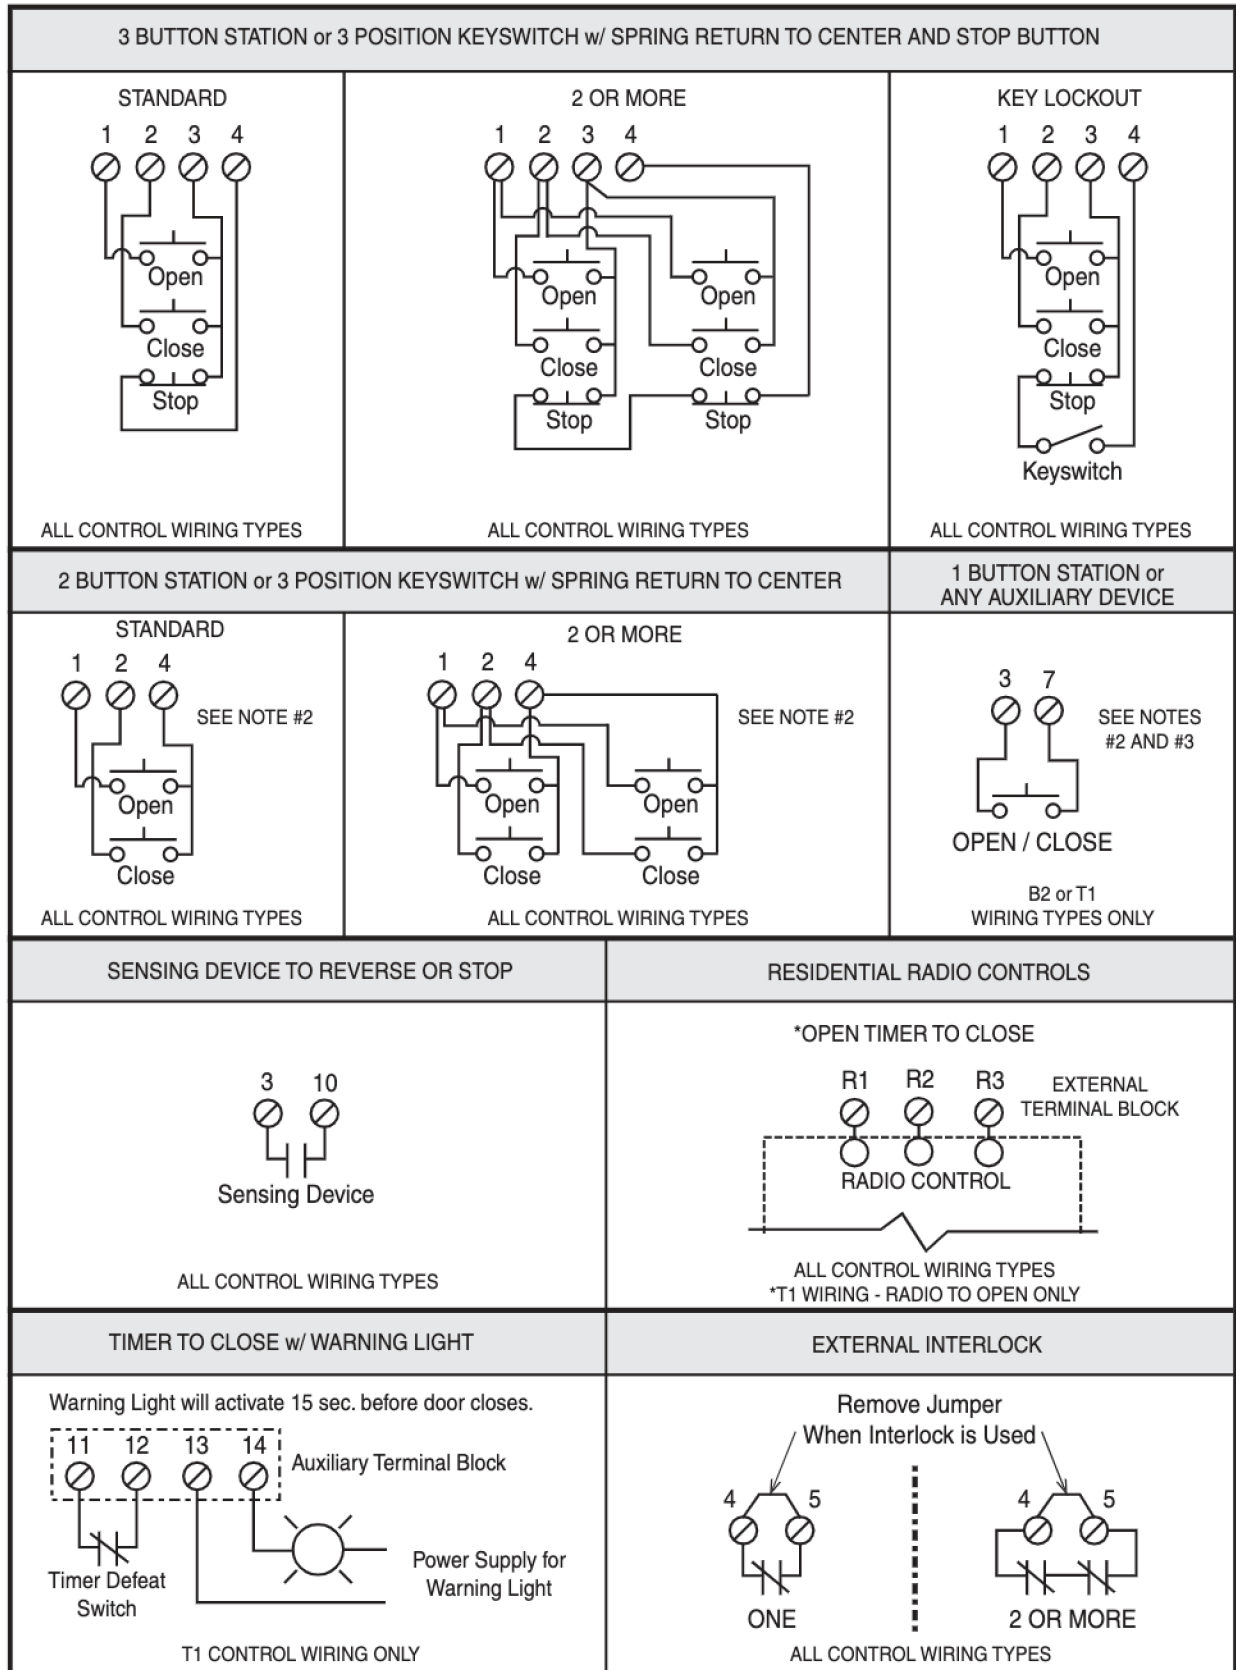 3 BUTTON STATION or 3 POSITION KEYSWITCH w/ SPRING RETURN TO CENTER AND STOP BUTTON
STANDARD
1 2 3 4
Open
Close
Stop
ALL CONTROL WIRING TYPES
2 OR MORE
1 2 3 4
Open Open
Close Close
Stop Stop
ALL CONTROL WIRING TYPES
KEY LOCKOUT
1 2 3 4
Open
Close
Stop
Keyswitch
ALL CONTROL WIRING TYPES
2 BUTTON STATION or 3 POSITION KEYSWITCH w/ SPRING RETURN TO CENTER
STANDARD
1 2 4
SEE NOTE #2
Open
Close
ALL CONTROL WIRING TYPES
2 OR MORE
1 2 4
SEE NOTE #2
Open Open
Close Close
ALL CONTROL WIRING TYPES
1 BUTTON STATION or
ANY AUXILIARY DEVICE
3 7
SEE NOTES
#2 AND #3
OPEN / CLOSE
B2 or T1
WIRING TYPES ONLY
SENSING DEVICE TO REVERSE OR STOP
3 10
Sensing Device
ALL CONTROL WIRING TYPES
RESIDENTIAL RADIO CONTROLS
*OPEN TIMER TO CLOSE
R1 R2 R3
EXTERNAL
TERMINAL BLOCK
RADIO CONTROL
ALL CONTROL WIRING TYPES
*T1 WIRING - RADIO TO OPEN ONLY
TIMER TO CLOSE w/ WARNING LIGHT
Warning Light will activate 15 sec. before door closes.
11 12 13 14
Auxiliary Terminal Block
Timer Defeat
Switch
Power Supply for
Warning Light
T1 CONTROL WIRING ONLY
EXTERNAL INTERLOCK
Remove Jumper
When Interlock is Used
4 5
ONE
4 5
2 OR MORE
ALL CONTROL WIRING TYPES